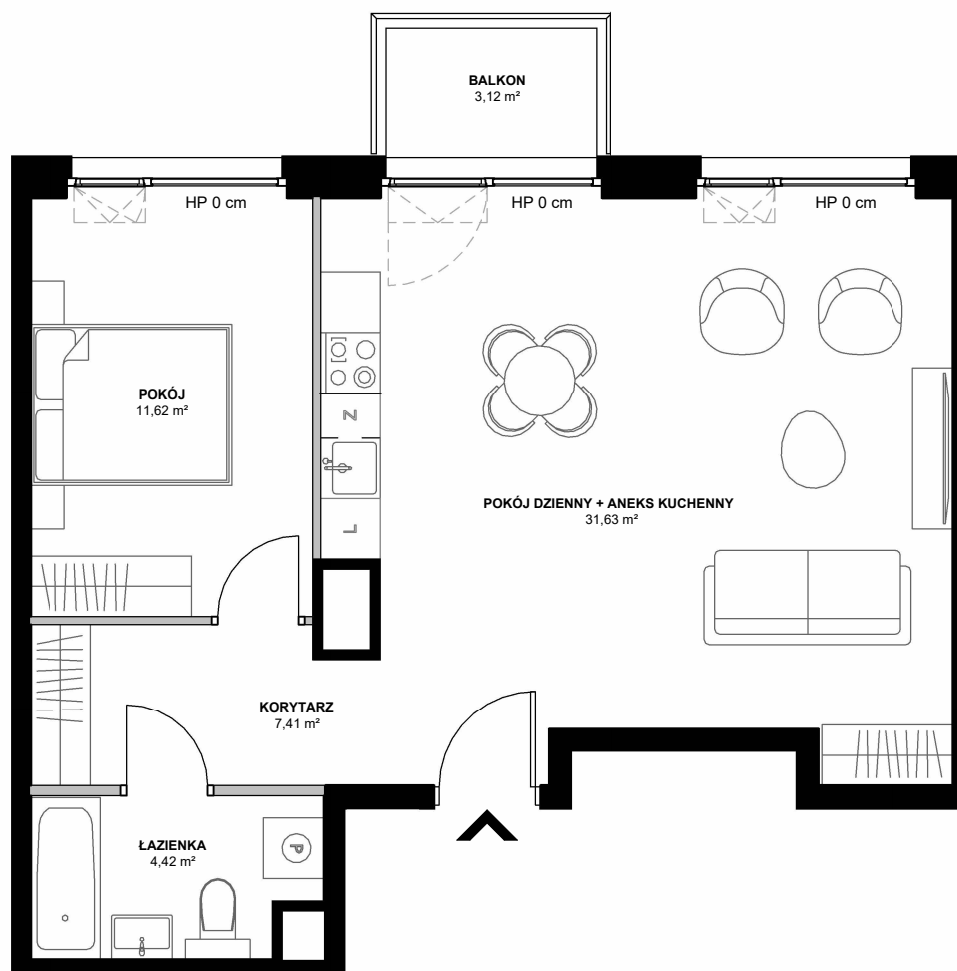 BALKON
3,12 m²
HP 0 cm
HP 0 cm
HP 0 cm
POKÓJ
11,62 m²
Z
POKÓJ DZIENNY + ANEKS KUCHENNY
31,63 m²
L
KORYTARZ
7,41 m²
ŁAZIENKA
4,42 m²
P